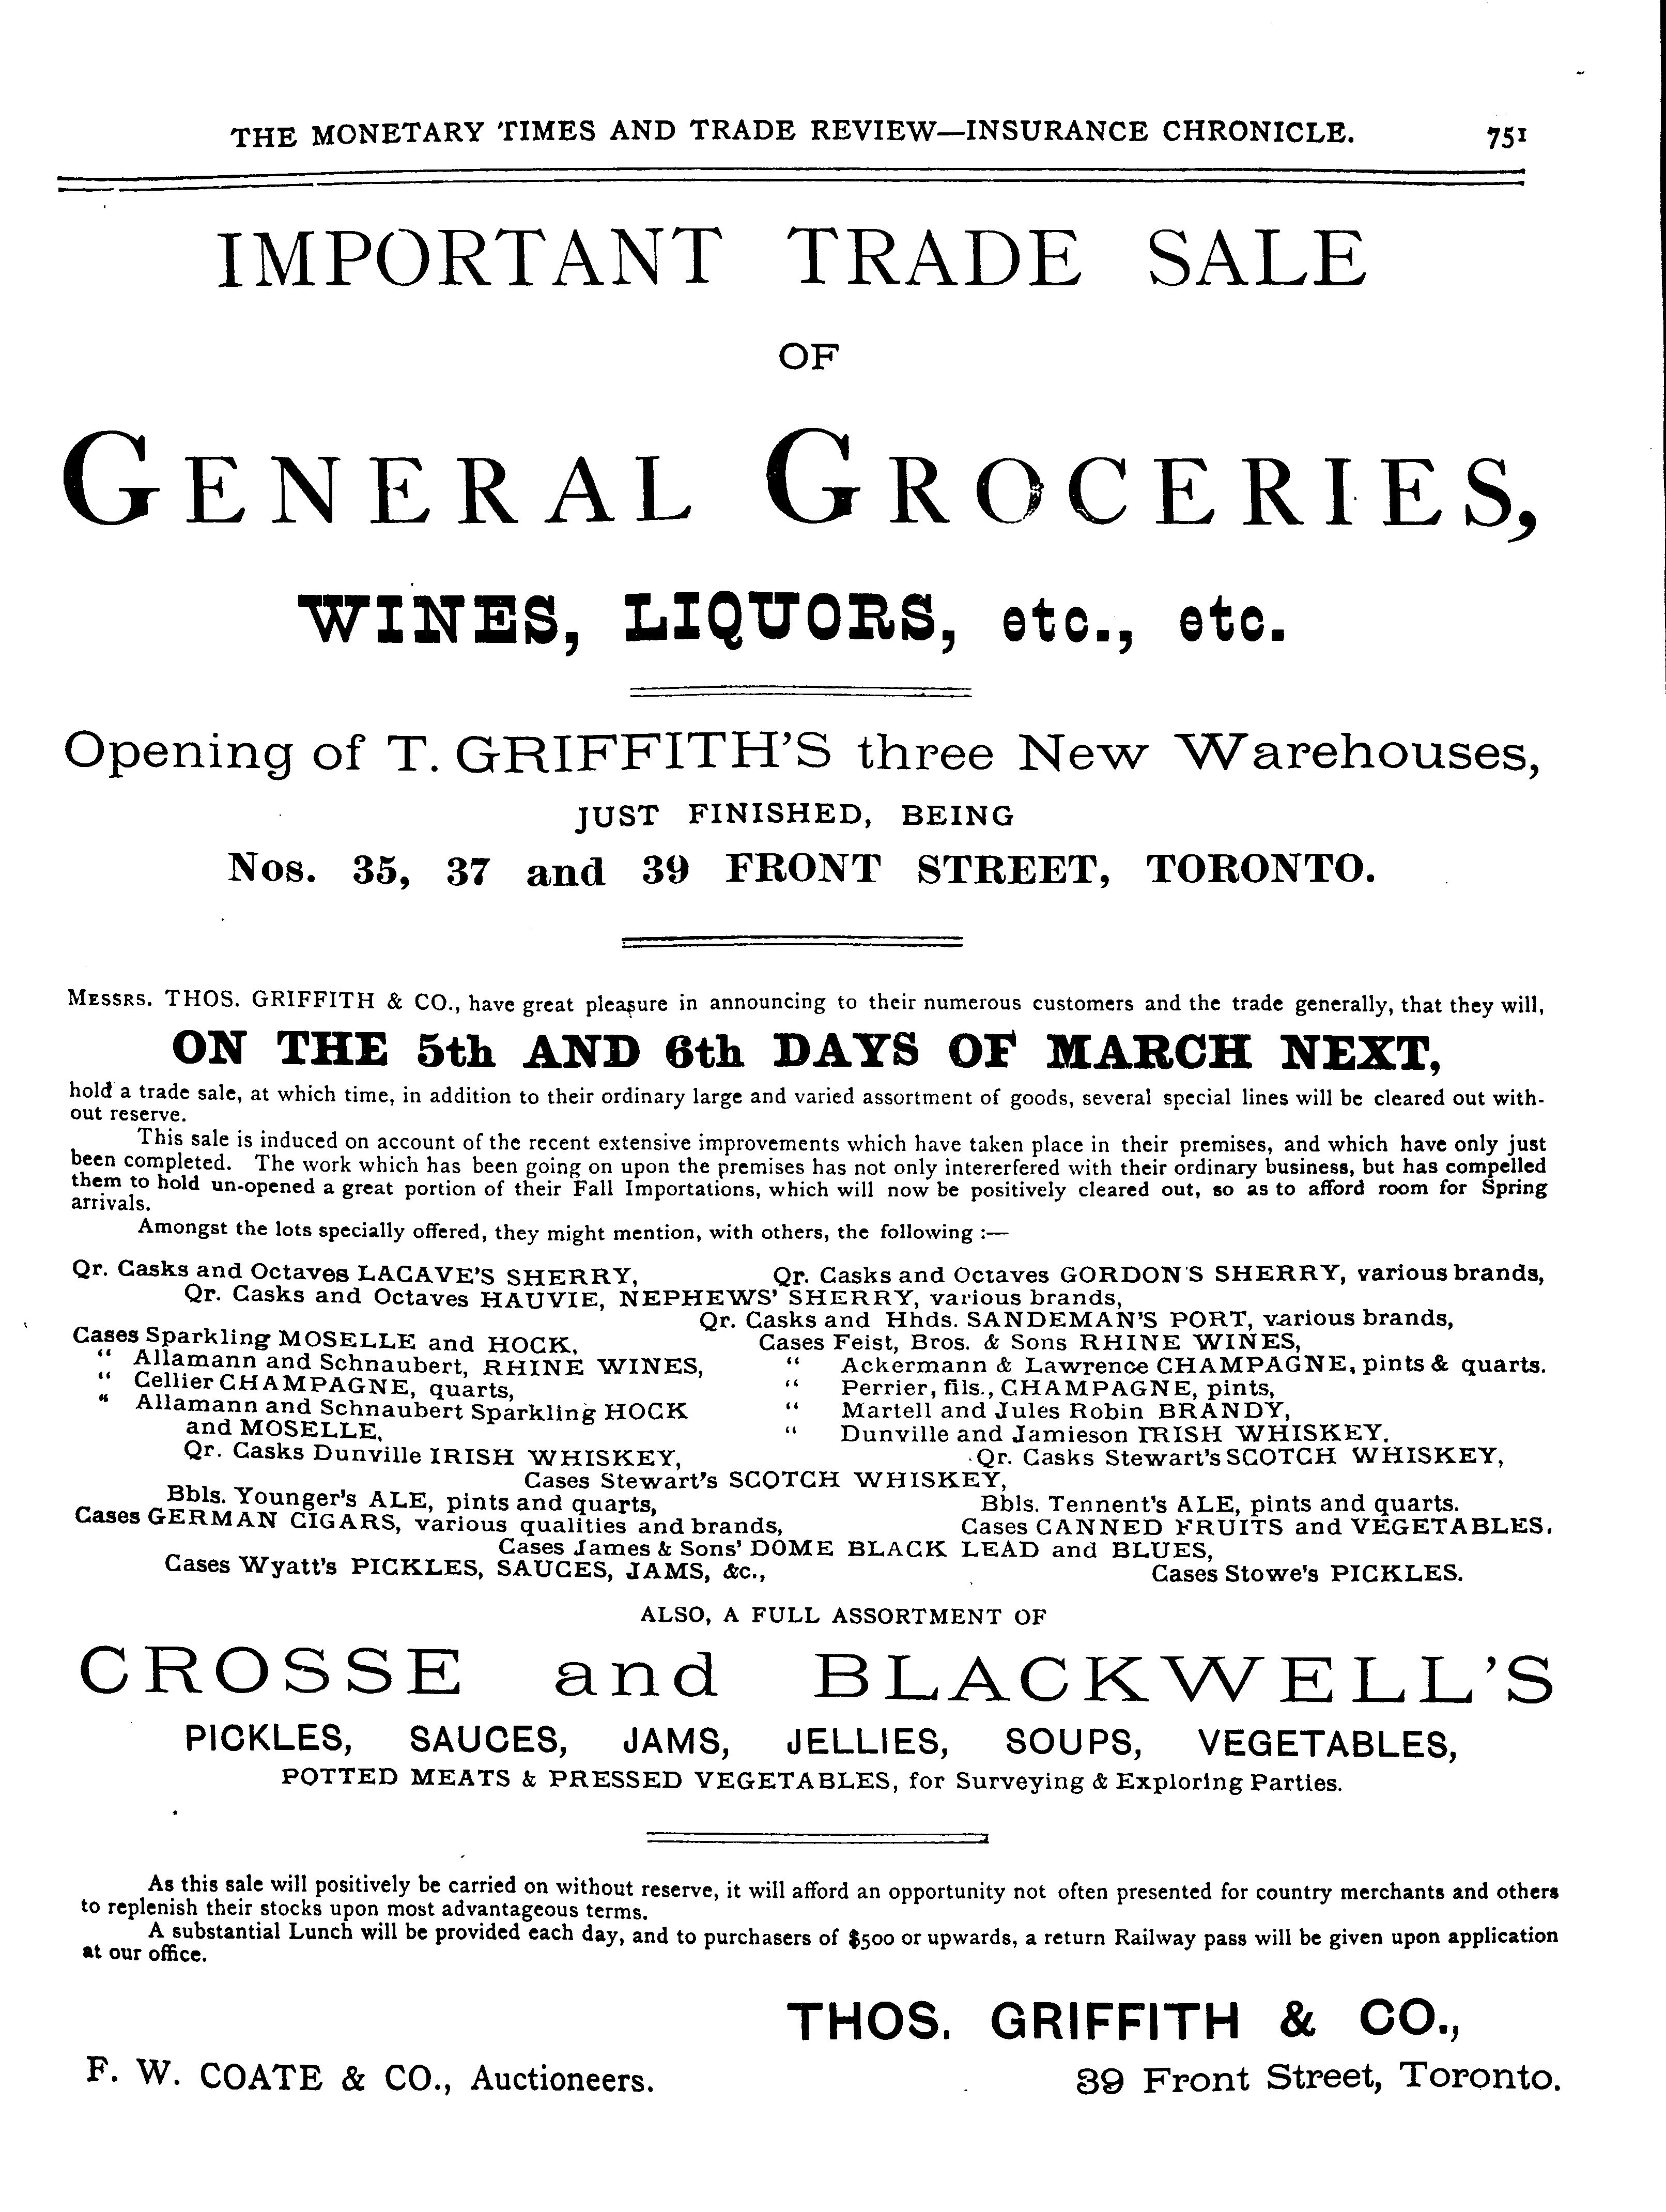 THE MONETARY TIMES AND TRADE REVIEW—INSURANCE CHRONICLE. 751
IMPORTANT TRADE SALE
OF
GENERAL GROCERIES,
WINES, LIQUORS, etc., etc.
Opening of T. GRIFFITH'S three New Warehouses,
JUST FINISHED, BEING
Nos. 35, 37 and 39 FRONT STREET, TORONTO.
MESSRS. THOS. GRIFFITH & CO., have great pleasure in announcing to their numerous customers and the trade generally, that they will,
ON THE 5th AND 6th DAYS OF MARCH NEXT,
hold a trade sale, at which time, in addition to their ordinary large and varied assortment of goods, several special lines will be cleared out with-
out reserve.
This sale is induced on account of the recent extensive improvements which have taken place in their premises, and which have only just
been completed. The work which has been going on upon the premises has not only intererfered with their ordinary business, but has compelled
them to hold un-opened a great portion of their Fall Importations, which will now be positively cleared out, so as to afford room for Spring
arrivals.
Amongst the lots specially offered, they might mention, with others, the following :—
Qr. Casks and Octaves LACAVE'S SHERRY, Qr. Casks and Octaves GORDON'S SHERRY, various brands,
Qr. Casks and Octaves HAUVIE, NEPHEWS' SHERRY, various brands,
Qr. Casks and Hhds. SANDEMAN'S PORT, various brands,
Cases Sparkling MOSELLE and HOCK, Cases Feist, Bros. & Sons RHINE WINES,
" Allamann and Schnaubert, RHINE WINES, " Ackermann & Lawrence CHAMPAGNE, pints & quarts.
" Cellier CHAMPAGNE, quarts, " Perrier, fils., CHAMPAGNE, pints,
" Allamann and Schnaubert Sparkling HOCK " Martell and Jules Robin BRANDY,
and MOSELLE, " Dunville and Jamieson IRISH WHISKEY.
Qr. Casks Dunville IRISH WHISKEY, Qr. Casks Stewart's SCOTCH WHISKEY,
Cases Stewart's SCOTCH WHISKEY,
Bbls. Younger's ALE, pints and quarts, Bbls. Tennent's ALE, pints and quarts.
Cases GERMAN CIGARS, various qualities and brands, Cases CANNED FRUITS and VEGETABLES.
Cases James & Sons' DOME BLACK LEAD and BLUES,
Cases Wyatt's PICKLES, SAUCES, JAMS, &c., Cases Stowe's PICKLES.
ALSO, A FULL ASSORTMENT OF
CROSSE and BLACKWELL'S
PICKLES, SAUCES, JAMS, JELLIES, SOUPS, VEGETABLES,
POTTED MEATS & PRESSED VEGETABLES, for Surveying & Exploring Parties.
As this sale will positively be carried on without reserve, it will afford an opportunity not often presented for country merchants and others
to replenish their stocks upon most advantageous terms.
A substantial Lunch will be provided each day, and to purchasers of $500 or upwards, a return Railway pass will be given upon application
at our office.
THOS. GRIFFITH & CO.,
F. W. COATE & CO., Auctioneers. 39 Front Street, Toronto.